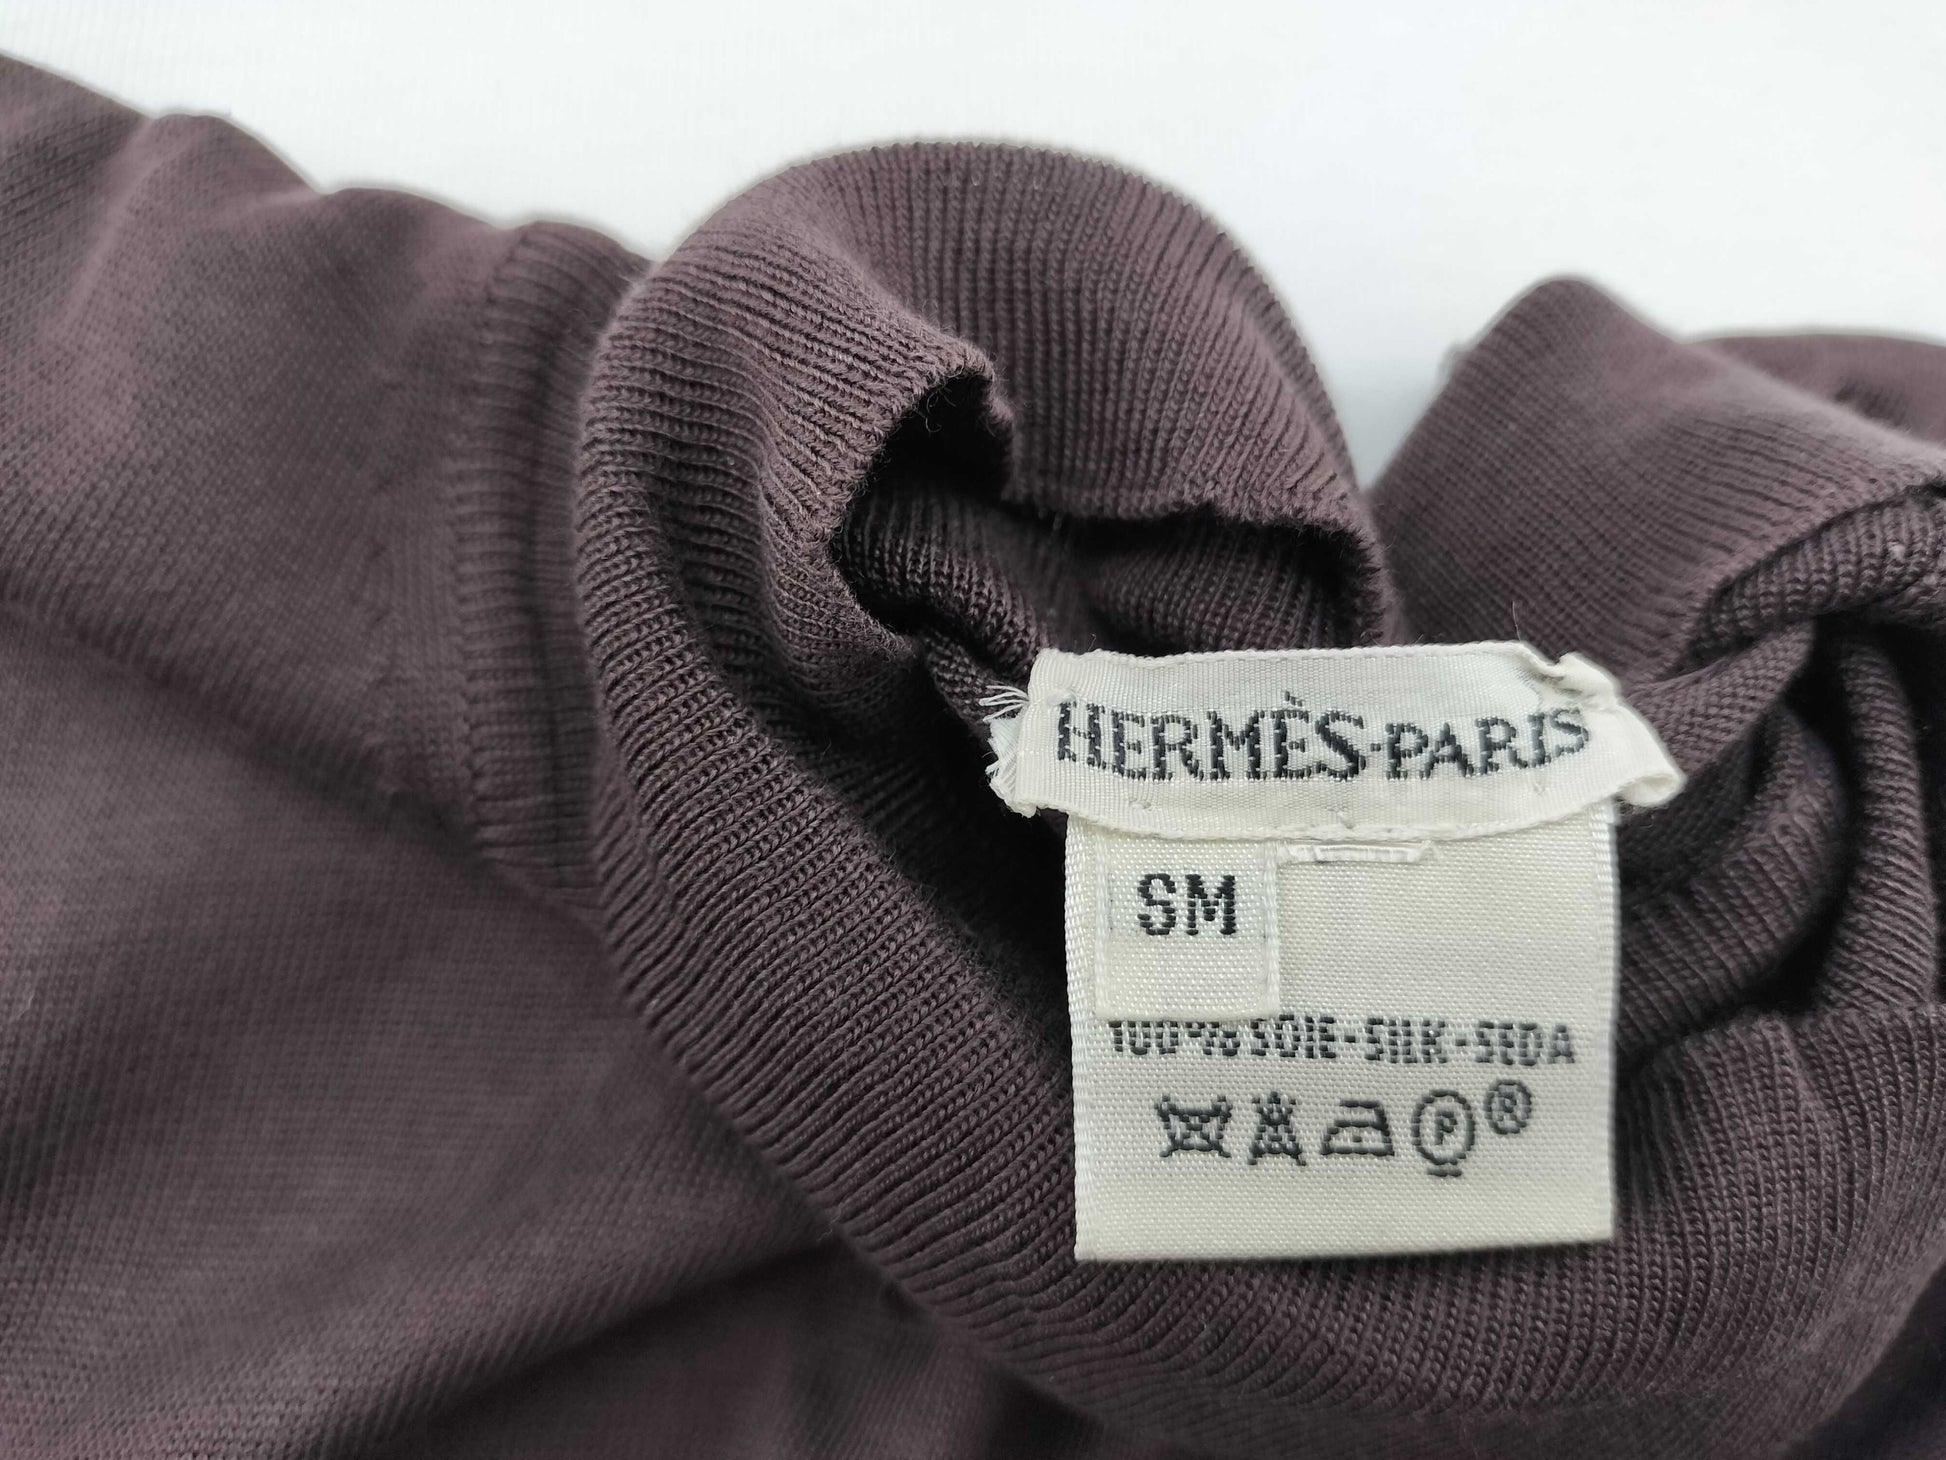 HERMÈS-PARIS
SM
100% SOIE-SILK-SEDA
P ®